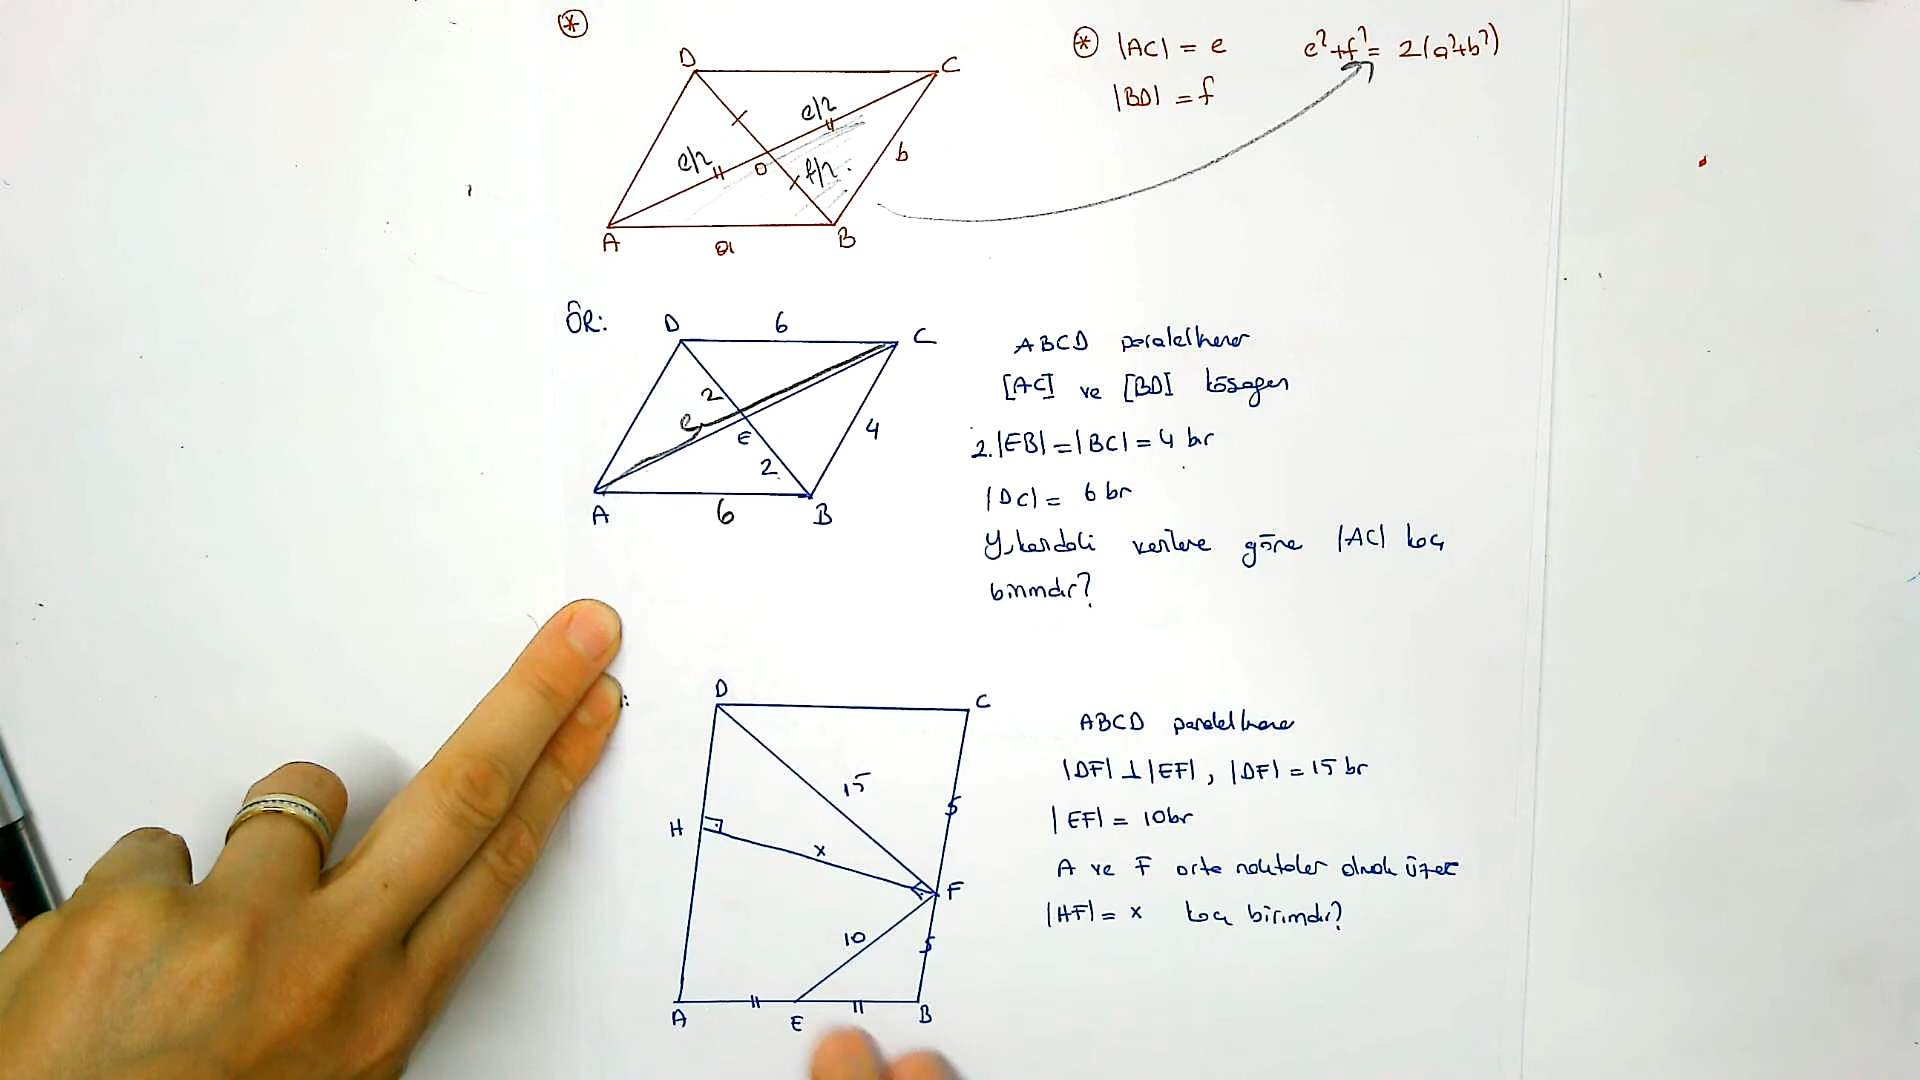 *
D
C
e/2
e/2
O
f/2
b
A
a
B
* |AC| = e e²+f² = 2(a²+b²)
|BD| = f
ÖR:
D 6 C
2
e
E
4
2
A 6 B
ABCD paralelkenar
[AC] ve [BD] köşegen
2.|EB| = |BC| = 4 br
|DC| = 6 br
Yukarıdaki verilere göre |AC| kaç
birimdir?
D
C
15
H
x
F
10
A
E
B
ABCD paralelkenar
|DF| ⊥ |EF|, |DF| = 15 br
|EF| = 10br
A ve F orta noktalar olmak üzere
|HF| = x kaç birimdir?